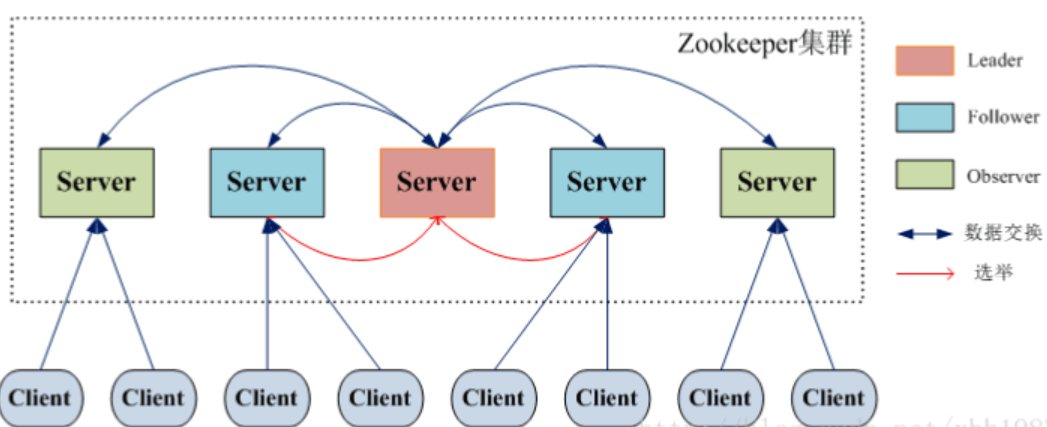 Zookeeper集群
Leader
Follower
Observer
数据交换
选举
Server Server Server Server Server
Client Client Client Client Client Client Client Client